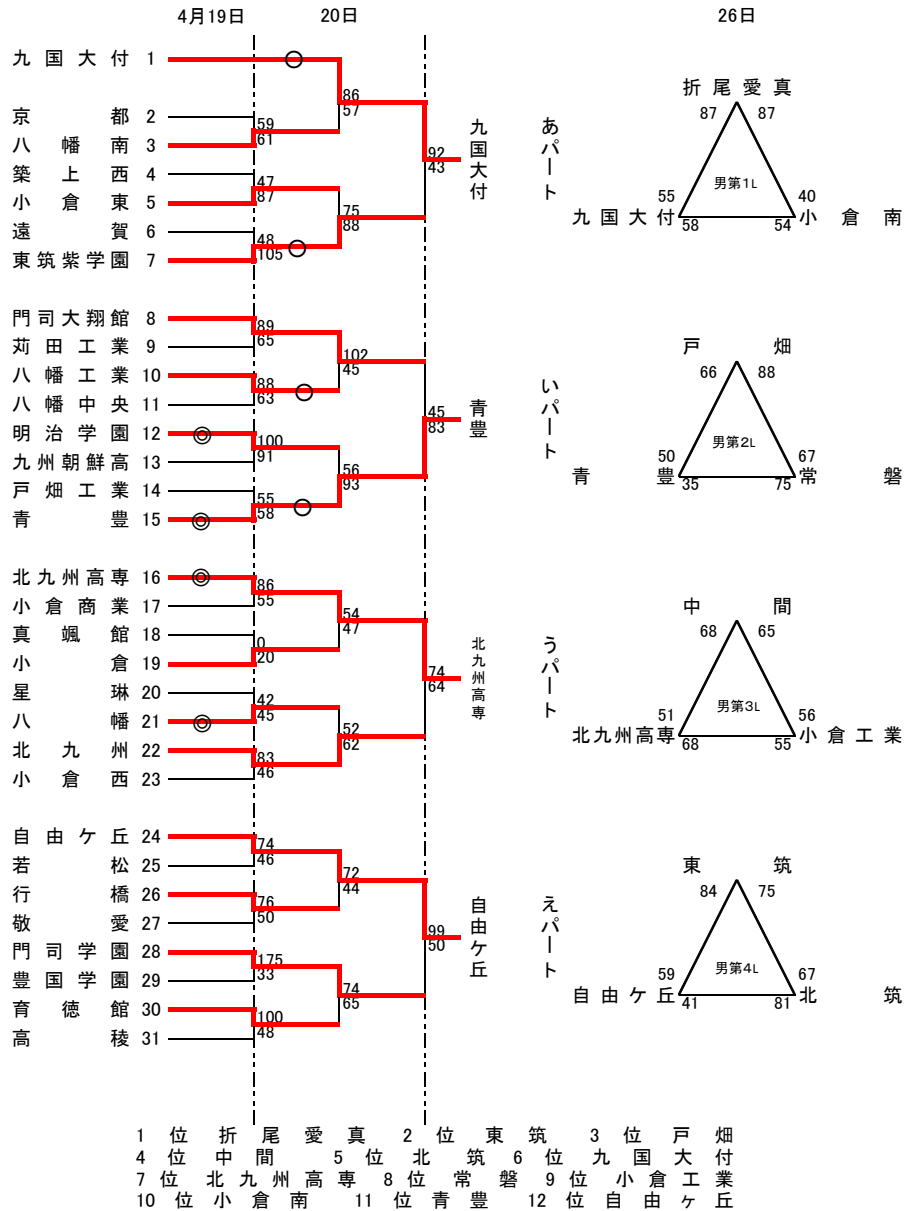 4月19日 20日 26日
九国大付 1
京都 2
八幡南 3
築上西 4
小倉東 5
遠賀 6
東筑紫学園 7
59
61
47
87
48
105
86
57
75
88
92
43
九国大付
あパート
門司大翔館 8
苅田工業 9
八幡工業 10
八幡中央 11
明治学園 12
九州朝鮮高 13
戸畑工業 14
青豊 15
89
65
88
63
100
91
55
58
102
45
56
93
45
83
青豊
いパート
北九州高専 16
小倉商業 17
真颯館 18
小倉 19
星琳 20
八幡 21
北九州 22
小倉西 23
86
55
0
20
42
45
83
46
54
47
52
62
74
64
北九州高専
うパート
自由ケ丘 24
若松 25
行橋 26
敬愛 27
門司学園 28
豊国学園 29
育徳館 30
高稜 31
74
46
76
50
175
33
100
48
72
44
74
65
99
50
自由ケ丘
えパート
折尾愛真
87 87
男第1L
55 40
九国大付 小倉南
58 54
戸畑
66 88
男第2L
50 67
青豊 常磐
35 75
中間
68 65
男第3L
51 56
北九州高専 小倉工業
68 55
東筑
84 75
男第4L
59 67
自由ケ丘 北筑
41 81
1位 折尾愛真 2位 東筑 3位 戸畑
4位 中間 5位 北筑 6位 九国大付
7位 北九州高専 8位 常磐 9位 小倉工業
10位 小倉南 11位 青豊 12位 自由ヶ丘